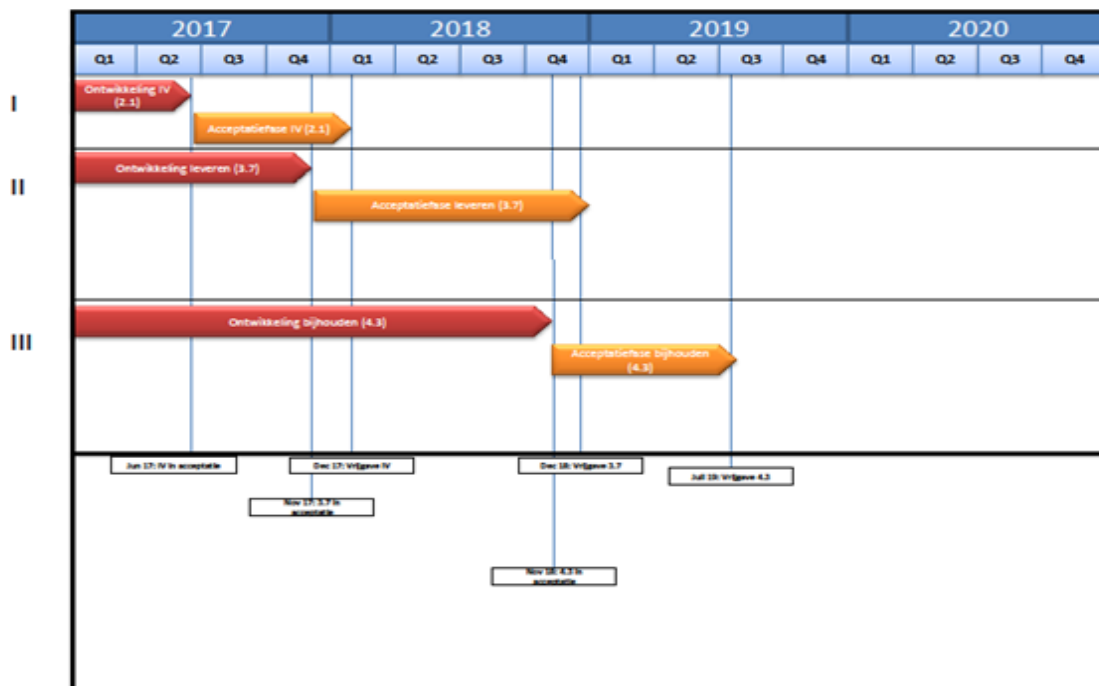 2017 2018 2019 2020
Q1 Q2 Q3 Q4 Q1 Q2 Q3 Q4 Q1 Q2 Q3 Q4 Q1 Q2 Q3 Q4
I
Ontwikkeling IV
(2.1)
Acceptatiefase IV (2.1)
II
Ontwikkeling leveren (3.7)
Acceptatiefase leveren (3.7)
III
Ontwikkeling bijhouden (4.3)
Acceptatiefase bijhouden
(4.3)
Jun 17: IV in acceptatie
Dec 17: Vrijgave IV
Dec 18: Vrijgave 3.7
Juli 19: Vrijgave 4.3
Nov 17: 3.7 in
acceptatie
Nov 18: 4.3 in
acceptatie